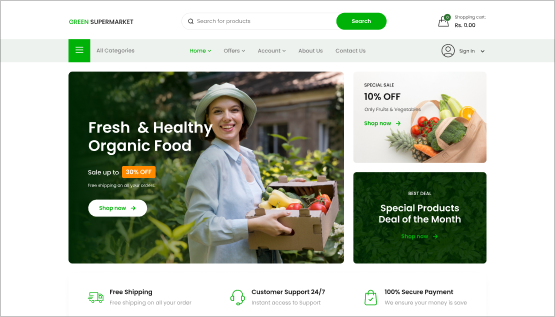 GREEN SUPERMARKET
Search for products
Search
Shopping cart:
Rs. 0.00
All Categories
Home
Offers
Account
About Us
Contact Us
Sign In
Fresh & Healthy
Organic Food
Sale up to 30% OFF
Free shipping on all your orders
Shop now
SPECIAL SALE
10% OFF
Only Fruits & Vegetables
Shop now
BEST DEAL
Special Products
Deal of the Month
Shop now
Free Shipping
Free shipping on all your order
Customer Support 24/7
Instant access to Support
100% Secure Payment
We ensure your money is save